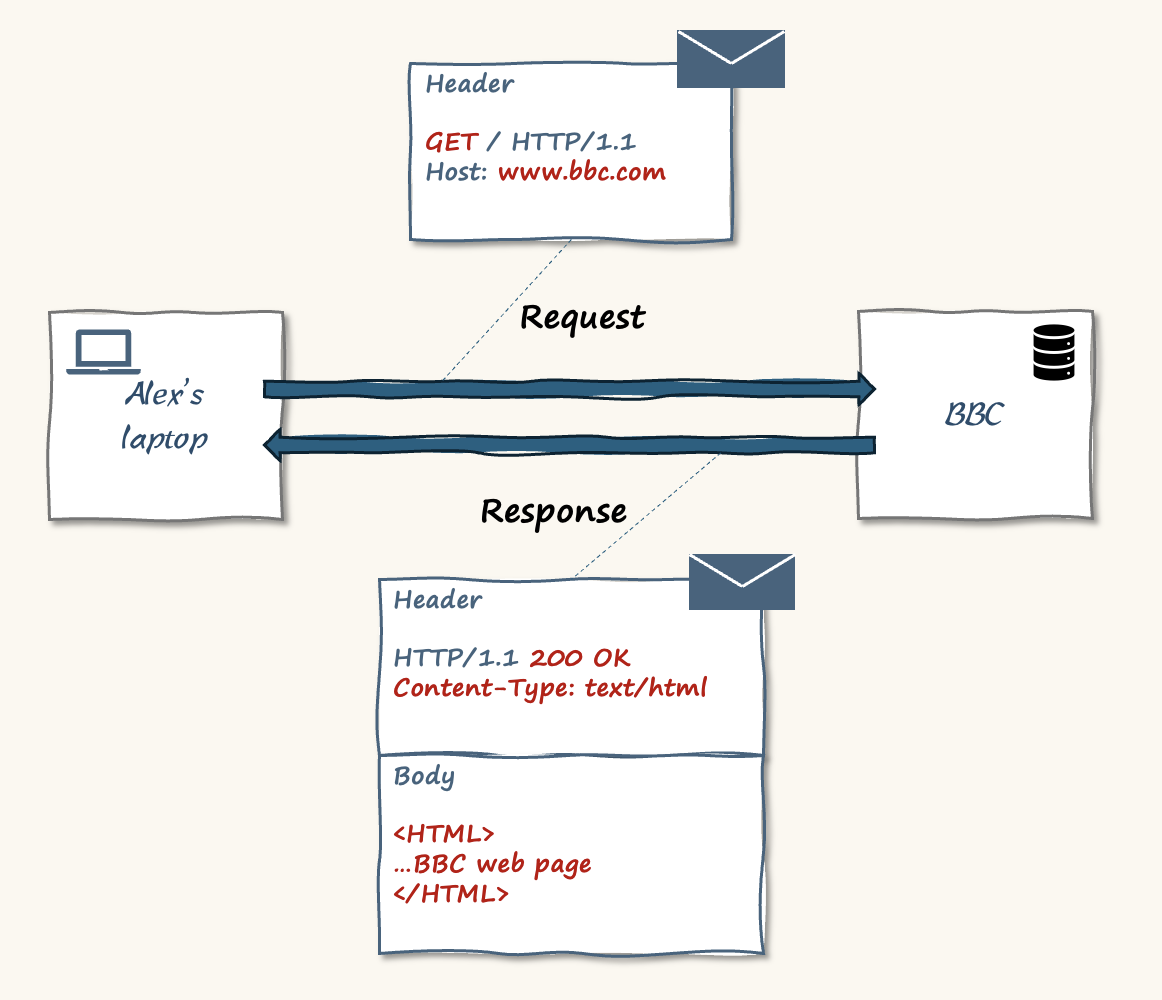 Header
GET / HTTP/1.1
Host: www.bbc.com
Request
Alex's
laptop
BBC
Response
Header
HTTP/1.1 200 OK
Content-Type: text/html
Body
<HTML>
...BBC web page
</HTML>